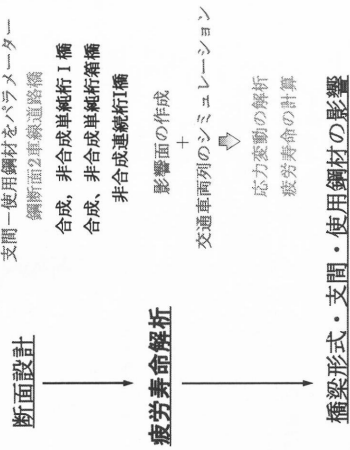 断面設計
支間－使用鋼材をパラメーター
鋼断面2車線道路橋
合成，非合成単純桁Ｉ橋
合成、非合成単純桁箱橋
非合成連続桁I橋
疲労寿命解析
影響面の作成
＋
交通車両列のシミュレーション
応力変動の解析
疲労寿命の計算
橋梁形式・支間・使用鋼材の影響